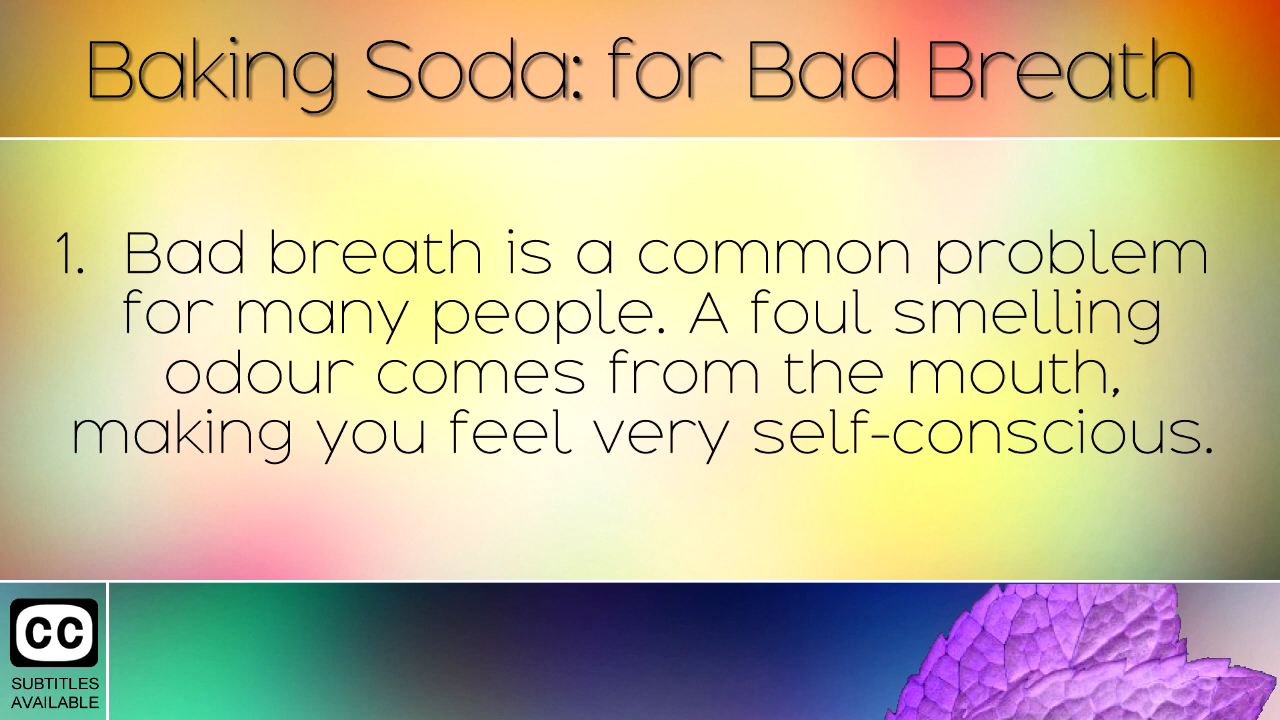 Baking Soda: for Bad Breath
1. Bad breath is a common problem
for many people. A foul smelling
odour comes from the mouth,
making you feel very self-conscious.
CC
SUBTITLES
AVAILABLE